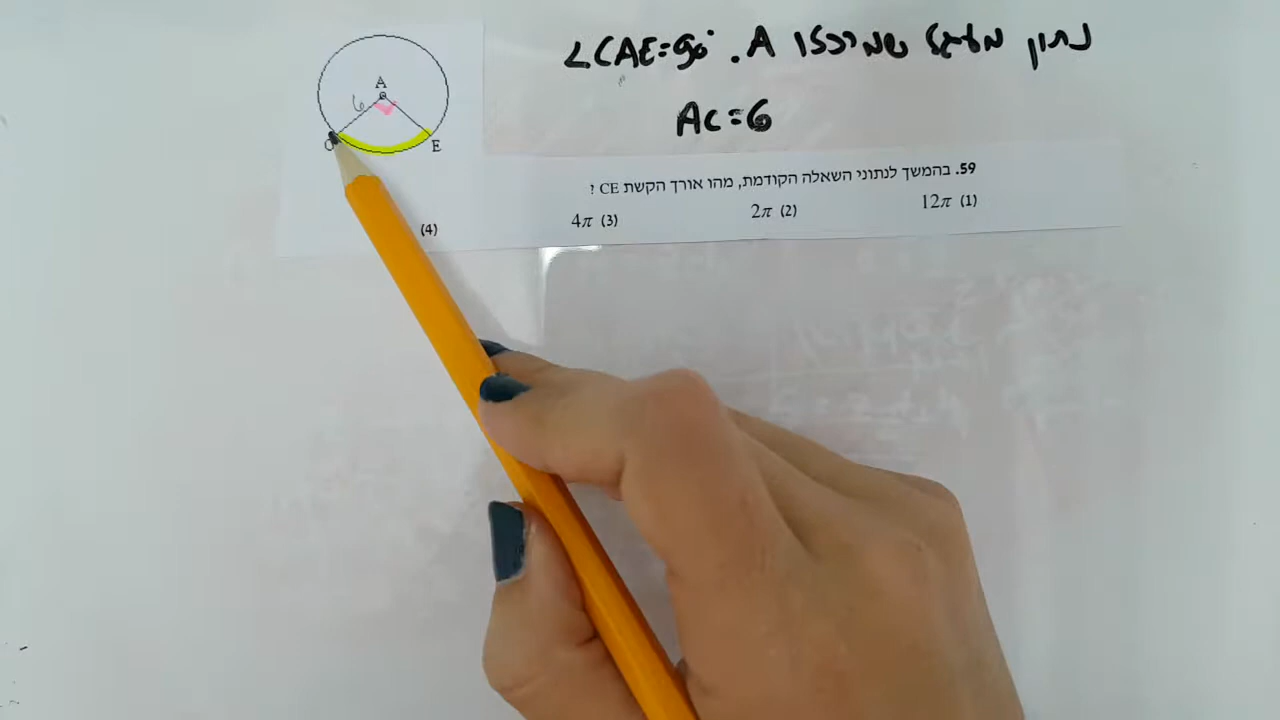 נתון מעגל שמרכזו A. ∠CAE=90°
AC=6
A
6
C
E
59. בהמשך לנתוני השאלה הקודמת, מהו אורך הקשת CE ?
(1) 12π
(2) 2π
(3) 4π
(4)